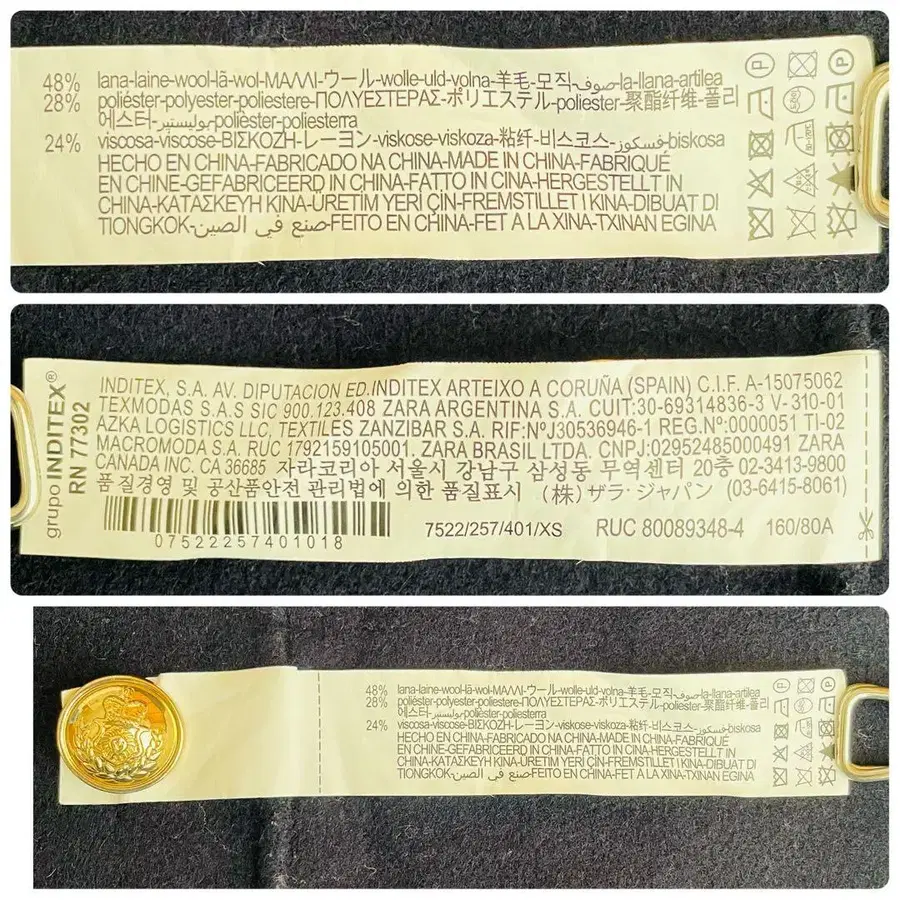 48% lana-laine-wool-lã-wol-ΜΑΛΛΙ-ウール-wolle-uld-volna-羊毛-모직-صوف-la-llana-artilea
28% poliéster-polyester-poliestere-ΠΟΛΥΕΣΤΕΡΑΣ-ポリエステル-poliester-聚酯纤维-폴리
에스터-بوليستير-polièster-poliesterra
24% viscosa-viscose-ΒΙΣΚΟΖΗ-レーヨン-viskose-viskoza-粘纤-비스코스-فسكوز-biskosa
HECHO EN CHINA-FABRICADO NA CHINA-MADE IN CHINA-FABRIQUÉ
EN CHINE-GEFABRICEERD IN CHINA-FATTO IN CINA-HERGESTELLT IN
CHINA-ΚΑΤΑΣΚΕΥΗ ΚΙΝΑ-ÜRETİM YERİ ÇİN-FREMSTILLET I KINA-DIBUAT DI
TIONGKOK-صنع في الصين-FEITO EN CHINA-FET A LA XINA-TXINAN EGINA
grupo INDITEX®
RN 77302
INDITEX, S.A. AV. DIPUTACION ED.INDITEX ARTEIXO A CORUÑA (SPAIN) C.I.F. A-15075062
TEXMODAS S.A.S SIC 900.123.408 ZARA ARGENTINA S.A. CUIT:30-69314836-3 V-310-01
AZKA LOGISTICS LLC, TEXTILES ZANZIBAR S.A. RIF:NºJ30536946-1 REG.Nº:0000051 TI-02
MACROMODA S.A. RUC 1792159105001. ZARA BRASIL LTDA. CNPJ:02952485000491 ZARA
CANADA INC. CA 36685 자라코리아 서울시 강남구 삼성동 무역센터 20층 02-3413-9800
품질경영 및 공산품안전 관리법에 의한 품질표시 (株)ザラ・ジャパン (03-6415-8061)
07522257401018 7522/257/401/XS RUC 80089348-4 160/80A
48% lana-laine-wool-lã-wol-ΜΑΛΛΙ-ウール-wolle-uld-volna-羊毛-모직-صوف-la-llana-artilea
28% poliéster-polyester-poliestere-ΠΟΛΥΕΣΤΕΡΑΣ-ポリエステル-poliester-聚酯纤维-폴리
에스터-بوليستير-polièster-poliesterra
24% viscosa-viscose-ΒΙΣΚΟΖΗ-レーヨン-viskose-viskoza-粘纤-비스코스-فسكوز-biskosa
HECHO EN CHINA-FABRICADO NA CHINA-MADE IN CHINA-FABRIQUÉ
EN CHINE-GEFABRICEERD IN CHINA-FATTO IN CINA-HERGESTELLT IN
CHINA-ΚΑΤΑΣΚΕΥΗ ΚΙΝΑ-ÜRETİM YERİ ÇİN-FREMSTILLET I KINA-DIBUAT DI
TIONGKOK-صنع في الصين-FEITO EN CHINA-FET A LA XINA-TXINAN EGINA